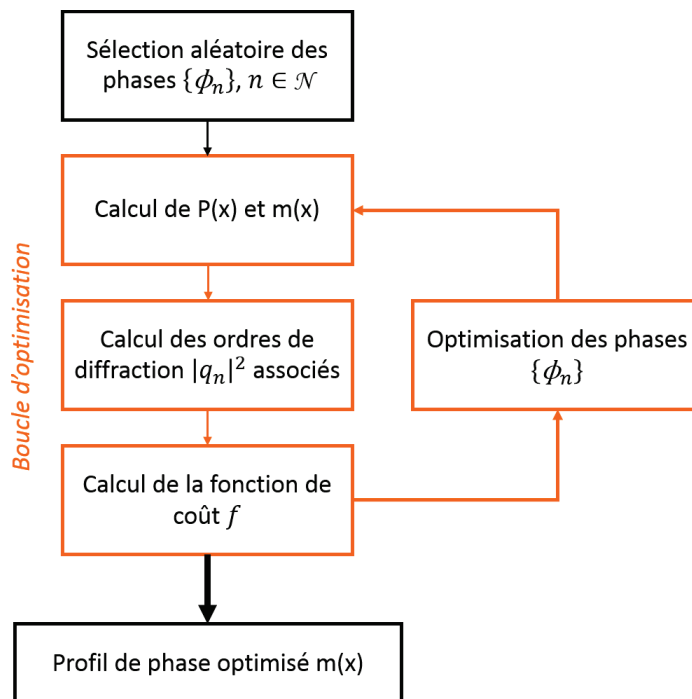 Sélection aléatoire des
phases {ϕₙ}, n ∈ 𝒩
Calcul de P(x) et m(x)
Boucle d'optimisation
Calcul des ordres de
diffraction |qₙ|² associés
Optimisation des phases
{ϕₙ}
Calcul de la fonction de
coût f
Profil de phase optimisé m(x)